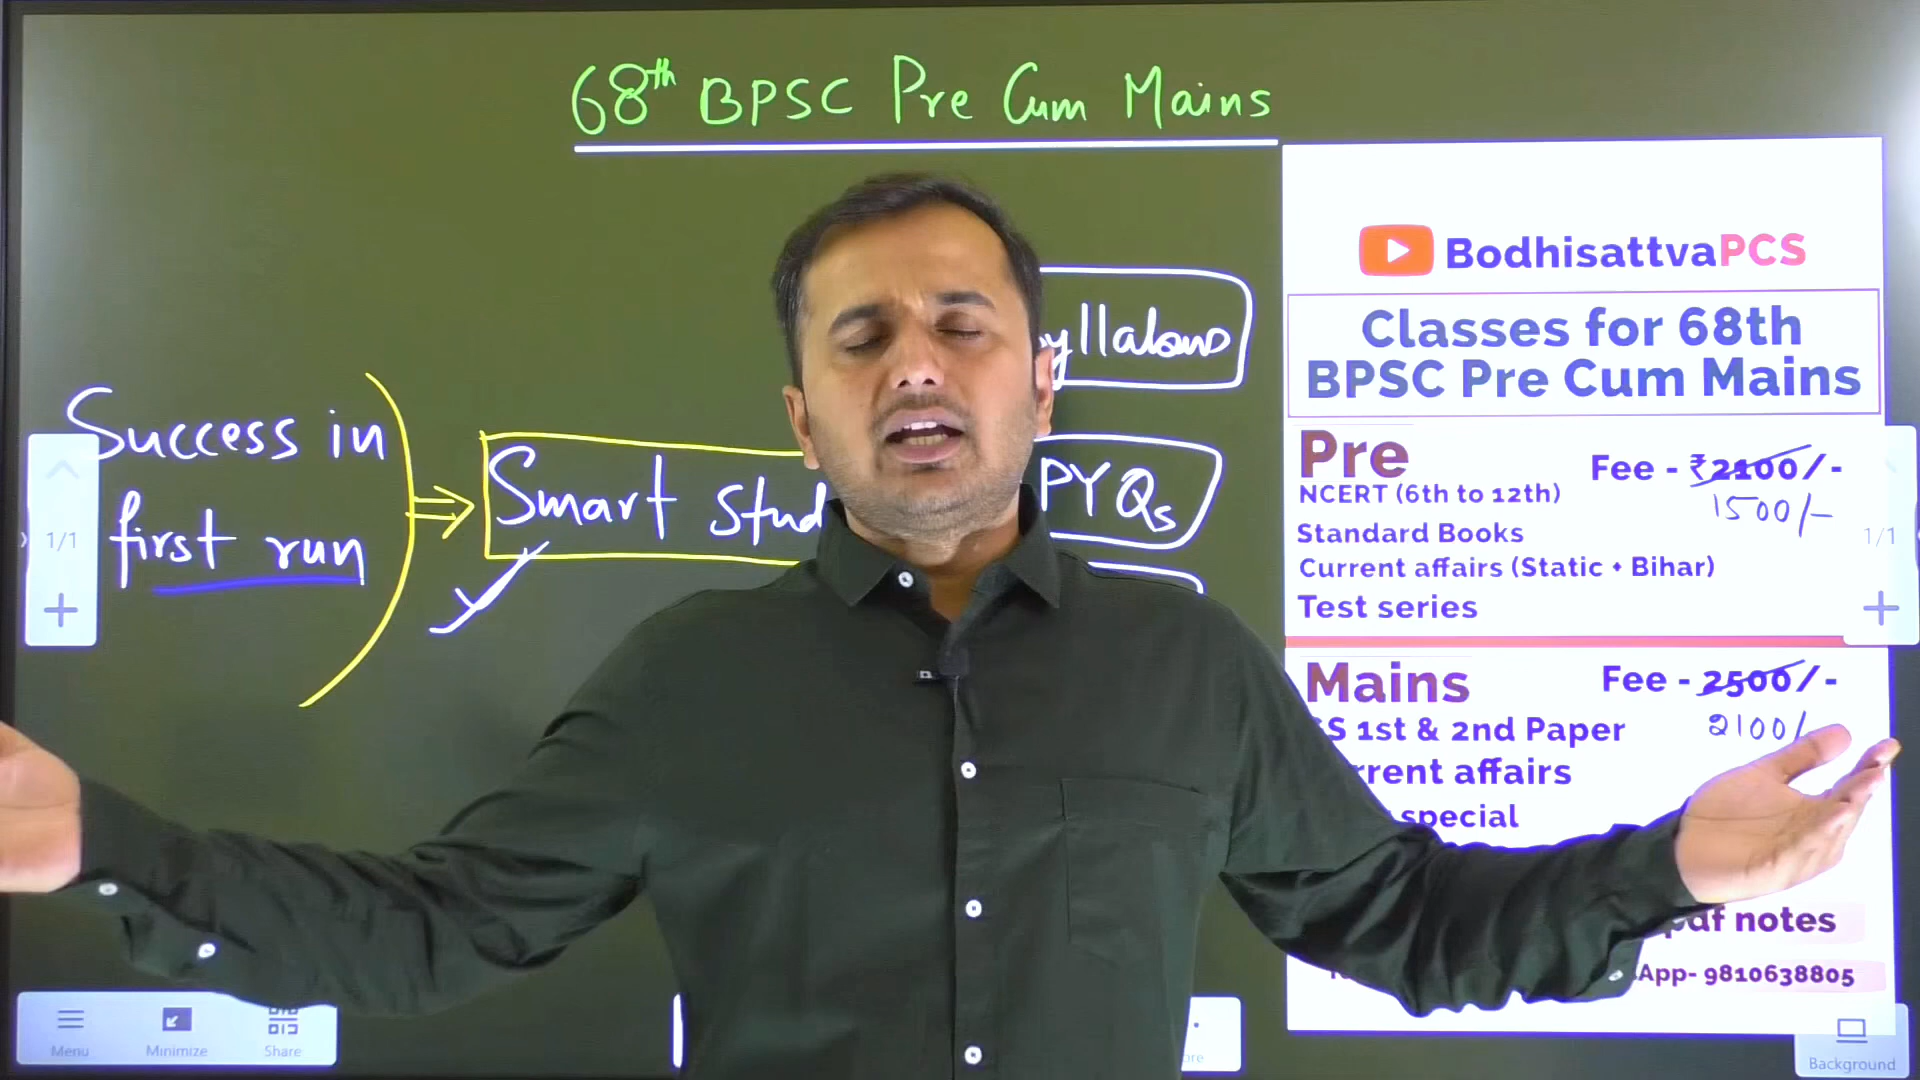 68th BPSC Pre Cum Mains
Success in
first run
Smart
PYQs
BodhisattvaPCS
Classes for 68th
BPSC Pre Cum Mains
Pre
Fee - ₹2100/-
1500/-
NCERT (6th to 12th)
Standard Books
Current affairs (Static + Bihar)
Test series
Mains
Fee - 2500/-
2100/-
1st & 2nd Paper
affairs
special
notes
9810638805
1/1
1/1
Menu
Minimize
Share
Background